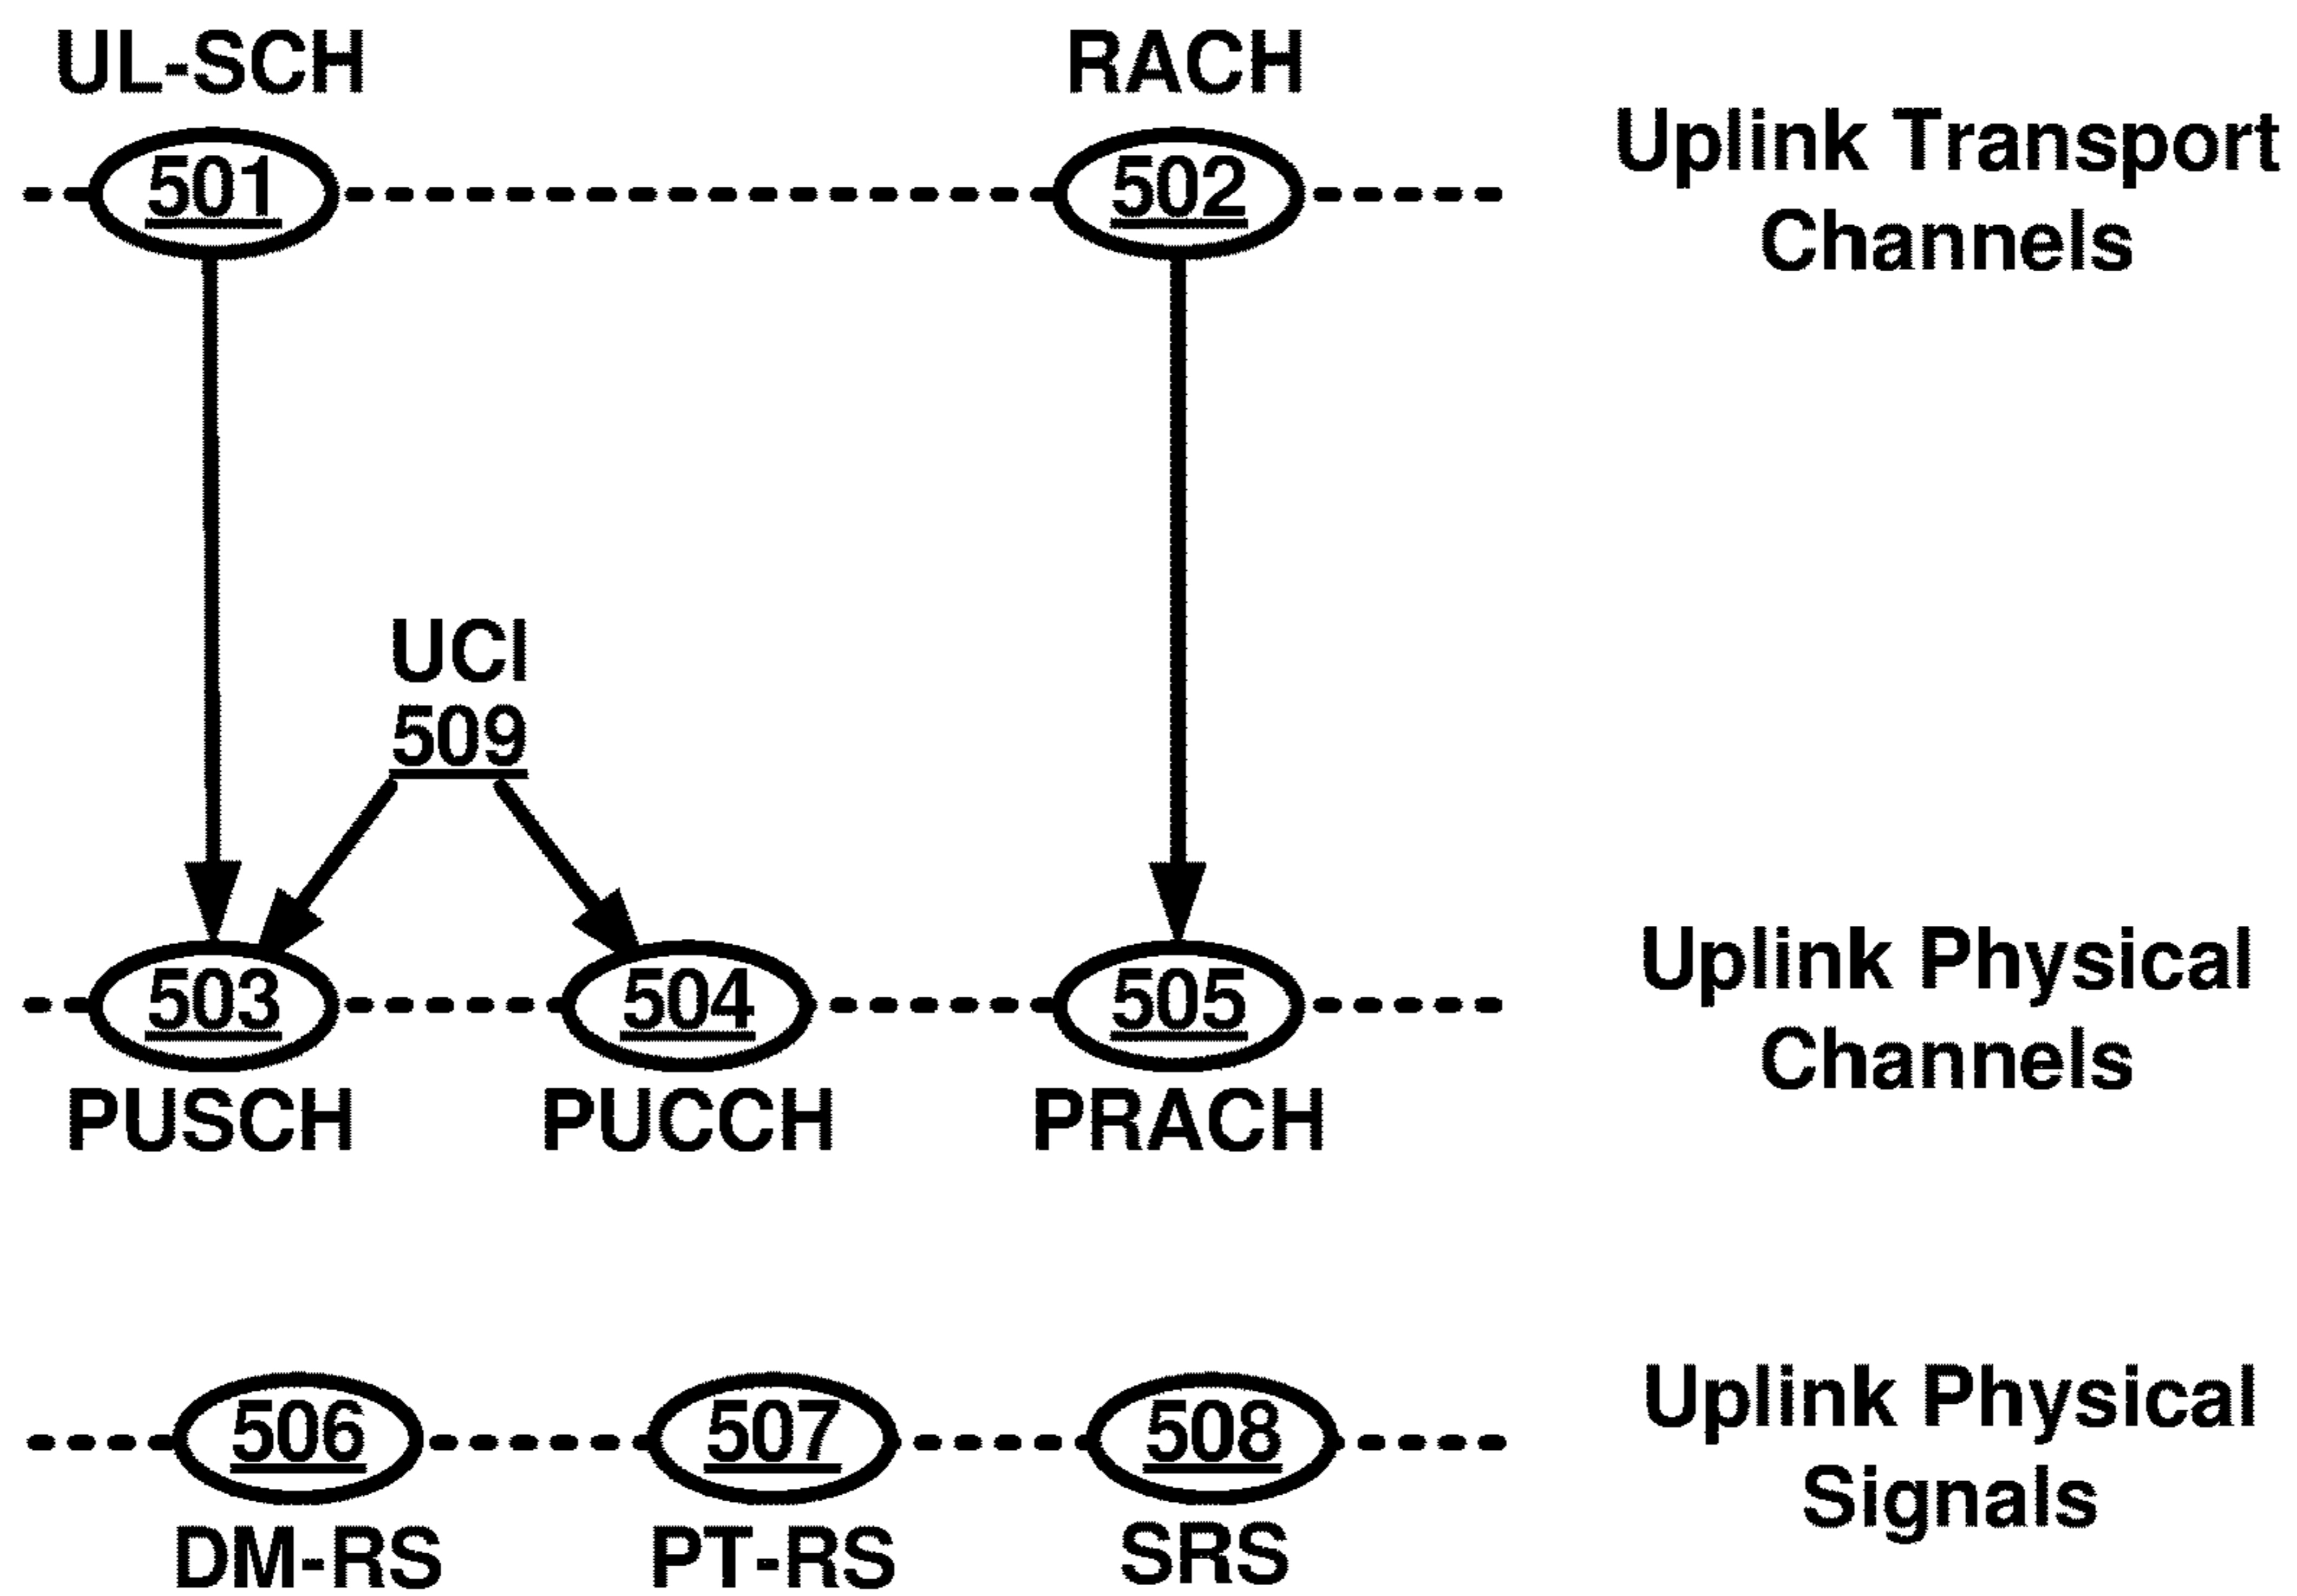 UL-SCH
RACH
501
502
Uplink Transport
Channels
UCI
509
503
504
505
Uplink Physical
Channels
PUSCH
PUCCH
PRACH
506
507
508
Uplink Physical
Signals
DM-RS
PT-RS
SRS